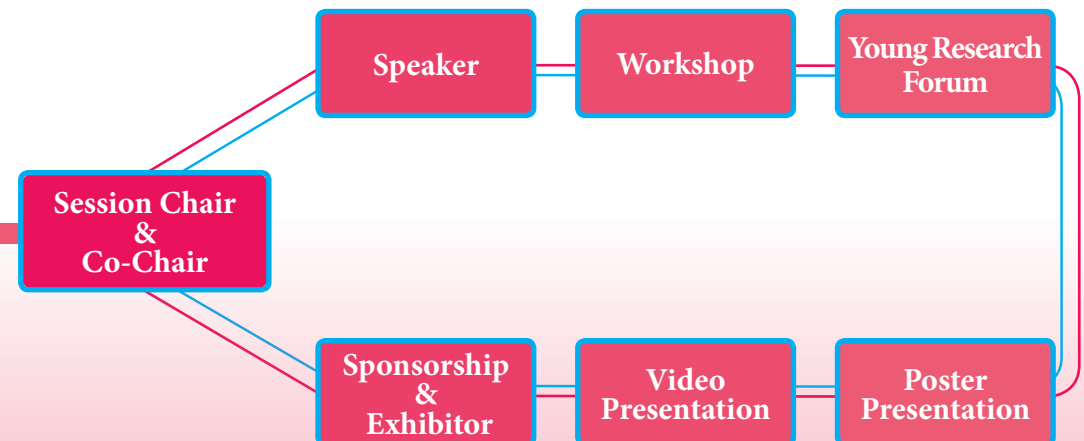 Speaker
Workshop
Young Research
Forum
Session Chair
&
Co-Chair
Sponsorship
&
Exhibitor
Video
Presentation
Poster
Presentation